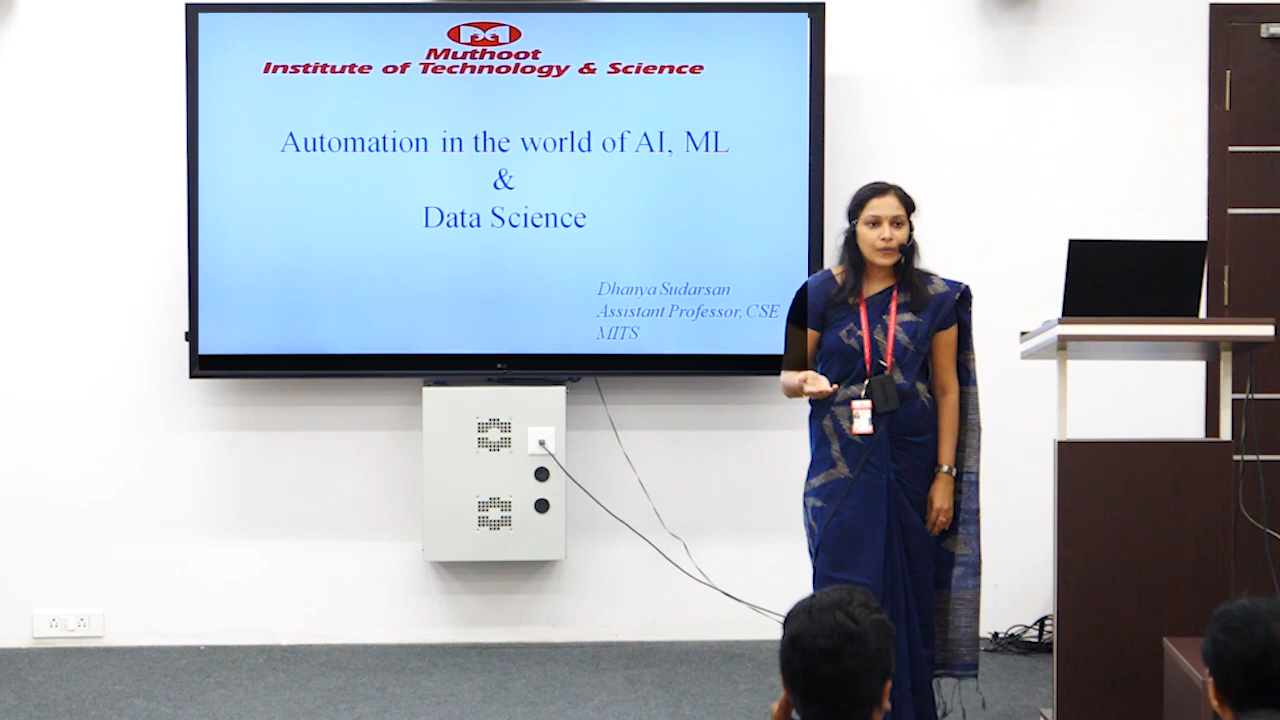 Muthoot
Institute of Technology & Science
Automation in the world of AI, ML
&
Data Science
Dhanya Sudarsan
Assistant Professor, CSE
MITS
LG